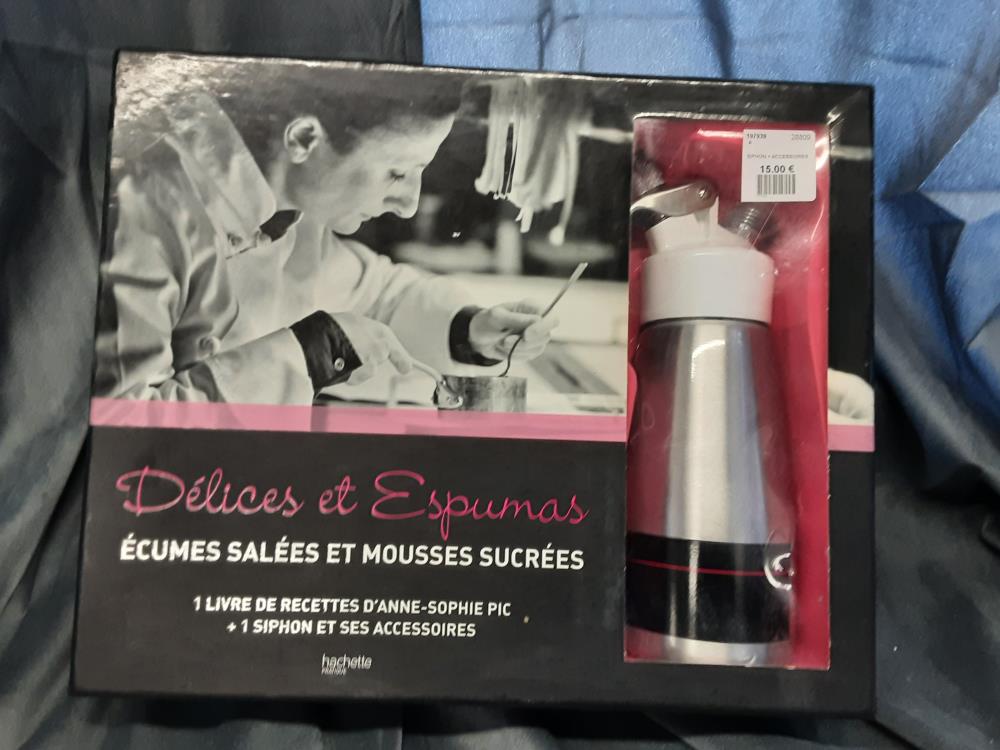 197939 28809
SIPHON + ACCESSOIRES
15.00 €
Délices et Espumas
ÉCUMES SALÉES ET MOUSSES SUCRÉES
1 LIVRE DE RECETTES D'ANNE-SOPHIE PIC
+ 1 SIPHON ET SES ACCESSOIRES
hachette
PRATIQUE